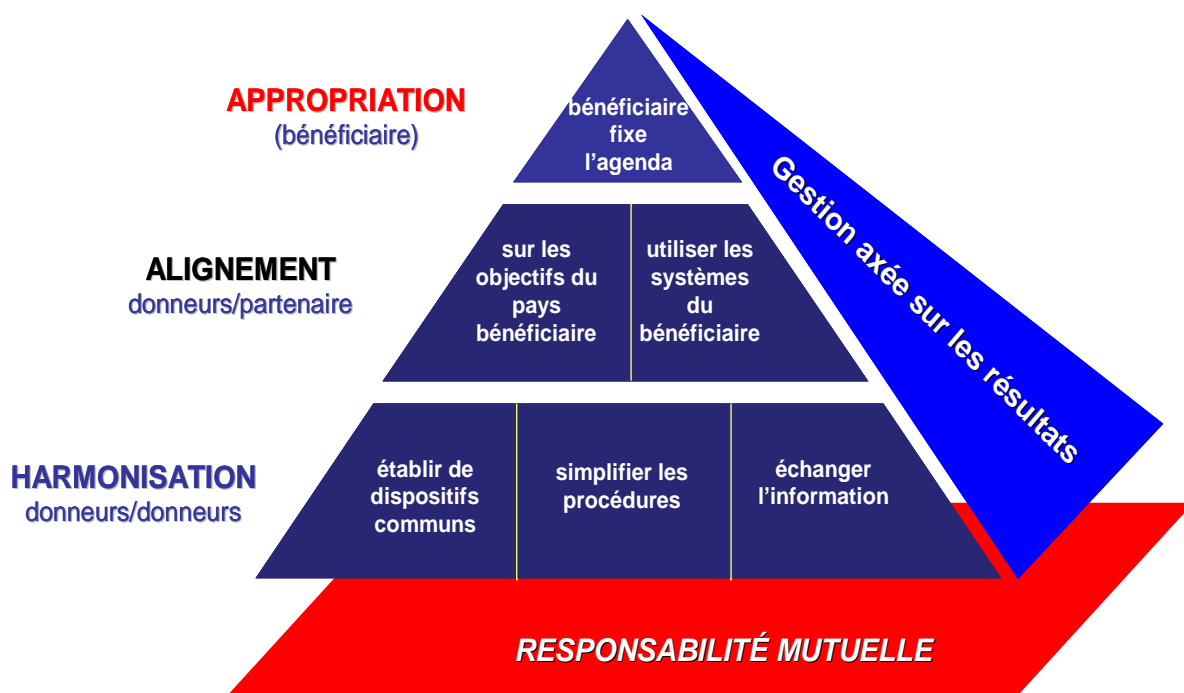 APPROPRIATION
(bénéficiaire)
bénéficiaire
fixe
l'agenda
Gestion axée sur les résultats
ALIGNEMENT
donneurs/partenaire
sur les
objectifs du
pays
bénéficiaire
utiliser les
systèmes
du
bénéficiaire
HARMONISATION
donneurs/donneurs
établir de
dispositifs
communs
simplifier les
procédures
échanger
l'information
RESPONSABILITÉ MUTUELLE